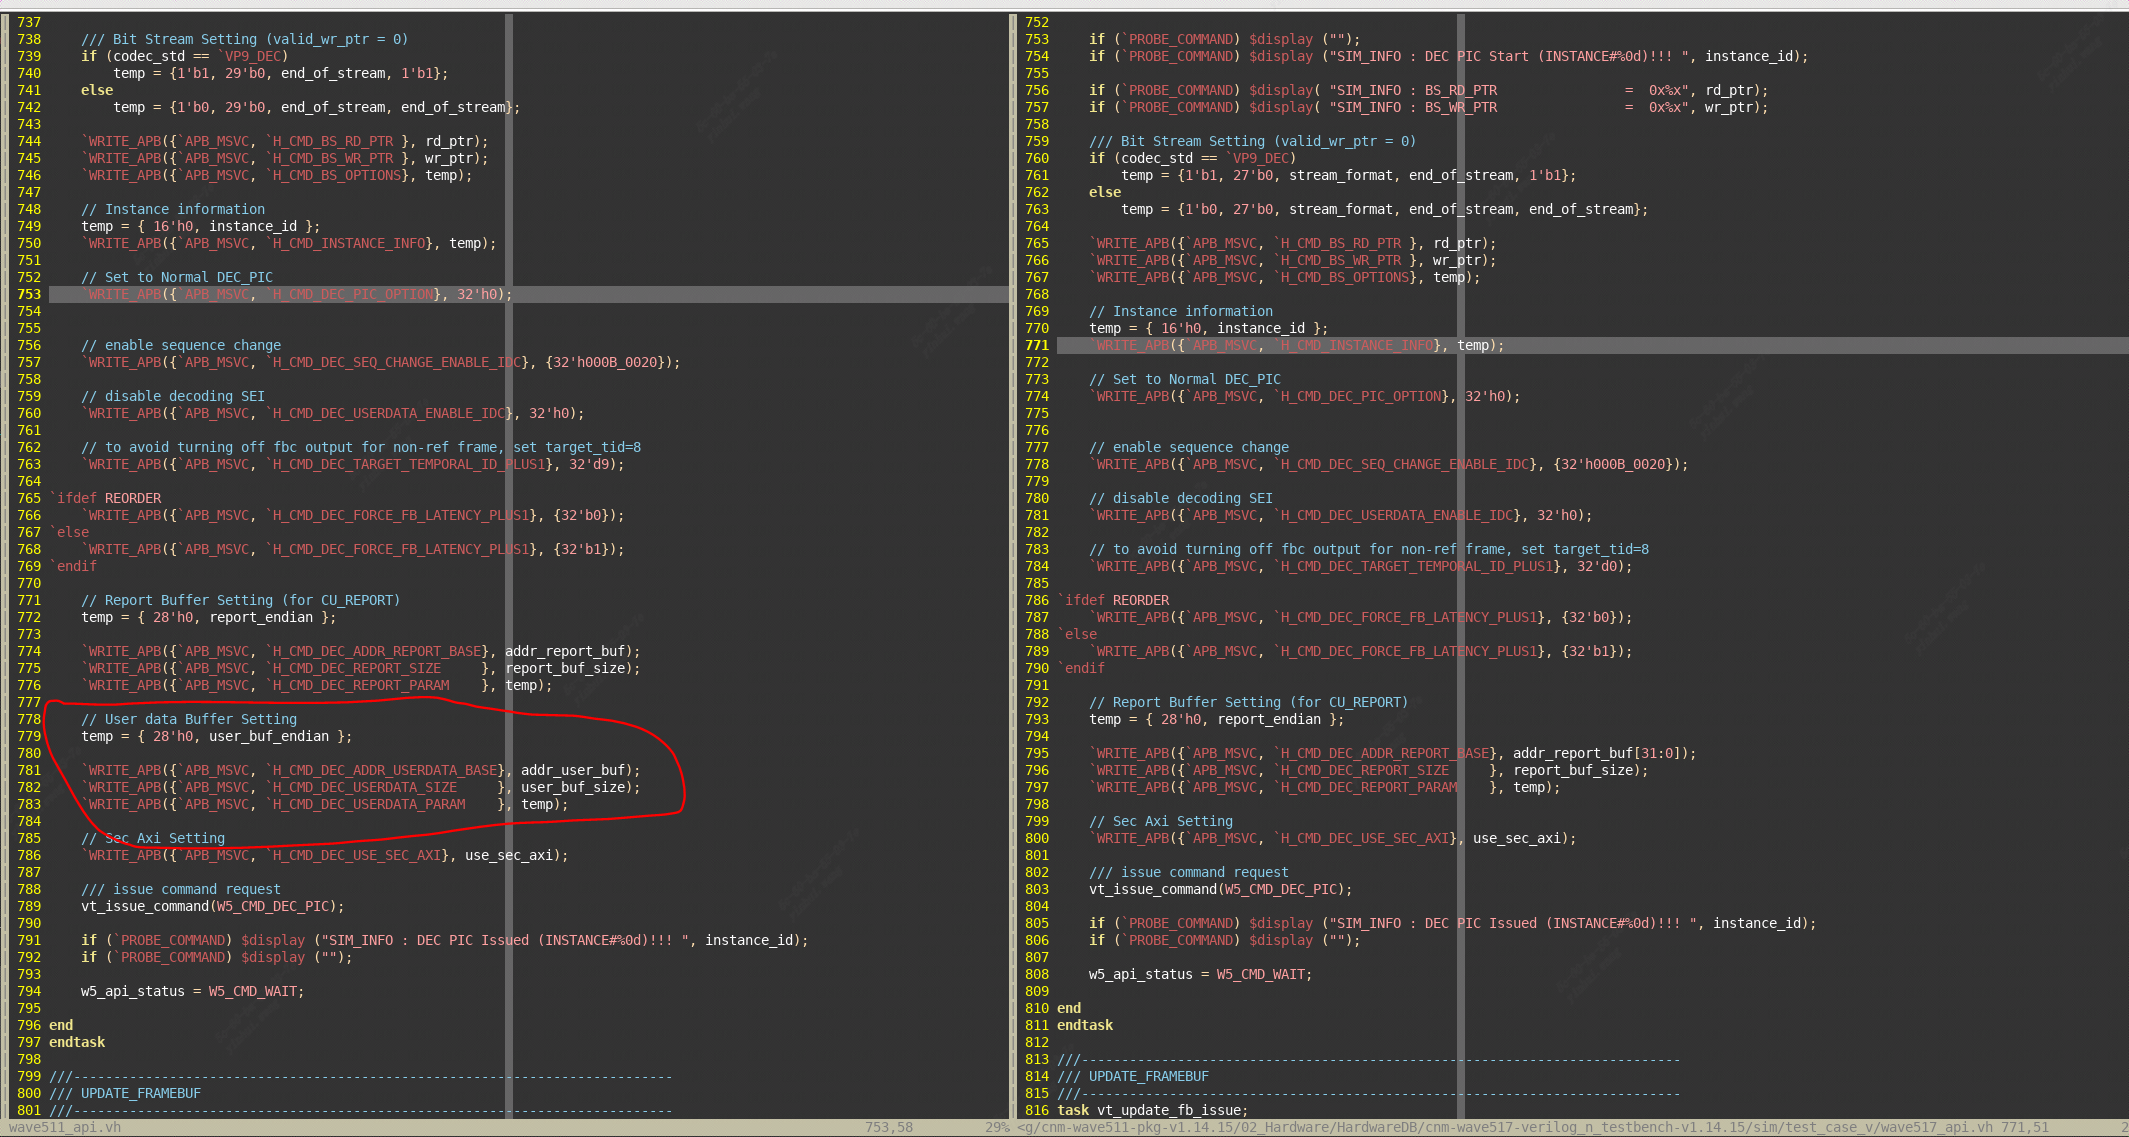 737
738     /// Bit Stream Setting (valid_wr_ptr = 0)
739     if (codec_std == `VP9_DEC)
740         temp = {1'b1, 29'b0, end_of_stream, 1'b1};
741     else
742         temp = {1'b0, 29'b0, end_of_stream, end_of_stream};
743
744     `WRITE_APB({`APB_MSVC, `H_CMD_BS_RD_PTR }, rd_ptr);
745     `WRITE_APB({`APB_MSVC, `H_CMD_BS_WR_PTR }, wr_ptr);
746     `WRITE_APB({`APB_MSVC, `H_CMD_BS_OPTIONS}, temp);
747
748     // Instance information
749     temp = { 16'h0, instance_id };
750     `WRITE_APB({`APB_MSVC, `H_CMD_INSTANCE_INFO}, temp);
751
752     // Set to Normal DEC_PIC
753     `WRITE_APB({`APB_MSVC, `H_CMD_DEC_PIC_OPTION}, 32'h0);
754
755
756     // enable sequence change
757     `WRITE_APB({`APB_MSVC, `H_CMD_DEC_SEQ_CHANGE_ENABLE_IDC}, {32'h000B_0020});
758
759     // disable decoding SEI
760     `WRITE_APB({`APB_MSVC, `H_CMD_DEC_USERDATA_ENABLE_IDC}, 32'h0);
761
762     // to avoid turning off fbc output for non-ref frame, set target_tid=8
763     `WRITE_APB({`APB_MSVC, `H_CMD_DEC_TARGET_TEMPORAL_ID_PLUS1}, 32'd9);
764
765 `ifdef REORDER
766     `WRITE_APB({`APB_MSVC, `H_CMD_DEC_FORCE_FB_LATENCY_PLUS1}, {32'b0});
767 `else
768     `WRITE_APB({`APB_MSVC, `H_CMD_DEC_FORCE_FB_LATENCY_PLUS1}, {32'b1});
769 `endif
770
771     // Report Buffer Setting (for CU_REPORT)
772     temp = { 28'h0, report_endian };
773
774     `WRITE_APB({`APB_MSVC, `H_CMD_DEC_ADDR_REPORT_BASE}, addr_report_buf);
775     `WRITE_APB({`APB_MSVC, `H_CMD_DEC_REPORT_SIZE     }, report_buf_size);
776     `WRITE_APB({`APB_MSVC, `H_CMD_DEC_REPORT_PARAM    }, temp);
777
778     // User data Buffer Setting
779     temp = { 28'h0, user_buf_endian };
780
781     `WRITE_APB({`APB_MSVC, `H_CMD_DEC_ADDR_USERDATA_BASE}, addr_user_buf);
782     `WRITE_APB({`APB_MSVC, `H_CMD_DEC_USERDATA_SIZE     }, user_buf_size);
783     `WRITE_APB({`APB_MSVC, `H_CMD_DEC_USERDATA_PARAM    }, temp);
784
785     // Sec Axi Setting
786     `WRITE_APB({`APB_MSVC, `H_CMD_DEC_USE_SEC_AXI}, use_sec_axi);
787
788     /// issue command request
789     vt_issue_command(W5_CMD_DEC_PIC);
790
791     if (`PROBE_COMMAND) $display ("SIM_INFO : DEC PIC Issued (INSTANCE#%0d)!!! ", instance_id);
792     if (`PROBE_COMMAND) $display ("");
793
794     w5_api_status = W5_CMD_WAIT;
795
796 end
797 endtask
798
799 ///---------------------------------------------------------------------------
800 /// UPDATE_FRAMEBUF
801 ///---------------------------------------------------------------------------
wave511_api.vh 753,58 29%
752
753     if (`PROBE_COMMAND) $display ("");
754     if (`PROBE_COMMAND) $display ("SIM_INFO : DEC PIC Start (INSTANCE#%0d)!!! ", instance_id);
755
756     if (`PROBE_COMMAND) $display( "SIM_INFO : BS_RD_PTR                =  0x%x", rd_ptr);
757     if (`PROBE_COMMAND) $display( "SIM_INFO : BS_WR_PTR                =  0x%x", wr_ptr);
758
759     /// Bit Stream Setting (valid_wr_ptr = 0)
760     if (codec_std == `VP9_DEC)
761         temp = {1'b1, 27'b0, stream_format, end_of_stream, 1'b1};
762     else
763         temp = {1'b0, 27'b0, stream_format, end_of_stream, end_of_stream};
764
765     `WRITE_APB({`APB_MSVC, `H_CMD_BS_RD_PTR }, rd_ptr);
766     `WRITE_APB({`APB_MSVC, `H_CMD_BS_WR_PTR }, wr_ptr);
767     `WRITE_APB({`APB_MSVC, `H_CMD_BS_OPTIONS}, temp);
768
769     // Instance information
770     temp = { 16'h0, instance_id };
771     `WRITE_APB({`APB_MSVC, `H_CMD_INSTANCE_INFO}, temp);
772
773     // Set to Normal DEC_PIC
774     `WRITE_APB({`APB_MSVC, `H_CMD_DEC_PIC_OPTION}, 32'h0);
775
776
777     // enable sequence change
778     `WRITE_APB({`APB_MSVC, `H_CMD_DEC_SEQ_CHANGE_ENABLE_IDC}, {32'h000B_0020});
779
780     // disable decoding SEI
781     `WRITE_APB({`APB_MSVC, `H_CMD_DEC_USERDATA_ENABLE_IDC}, 32'h0);
782
783     // to avoid turning off fbc output for non-ref frame, set target_tid=8
784     `WRITE_APB({`APB_MSVC, `H_CMD_DEC_TARGET_TEMPORAL_ID_PLUS1}, 32'd0);
785
786 `ifdef REORDER
787     `WRITE_APB({`APB_MSVC, `H_CMD_DEC_FORCE_FB_LATENCY_PLUS1}, {32'b0});
788 `else
789     `WRITE_APB({`APB_MSVC, `H_CMD_DEC_FORCE_FB_LATENCY_PLUS1}, {32'b1});
790 `endif
791
792     // Report Buffer Setting (for CU_REPORT)
793     temp = { 28'h0, report_endian };
794
795     `WRITE_APB({`APB_MSVC, `H_CMD_DEC_ADDR_REPORT_BASE}, addr_report_buf[31:0]);
796     `WRITE_APB({`APB_MSVC, `H_CMD_DEC_REPORT_SIZE     }, report_buf_size);
797     `WRITE_APB({`APB_MSVC, `H_CMD_DEC_REPORT_PARAM    }, temp);
798
799     // Sec Axi Setting
800     `WRITE_APB({`APB_MSVC, `H_CMD_DEC_USE_SEC_AXI}, use_sec_axi);
801
802     /// issue command request
803     vt_issue_command(W5_CMD_DEC_PIC);
804
805     if (`PROBE_COMMAND) $display ("SIM_INFO : DEC PIC Issued (INSTANCE#%0d)!!! ", instance_id);
806     if (`PROBE_COMMAND) $display ("");
807
808     w5_api_status = W5_CMD_WAIT;
809
810 end
811 endtask
812
813 ///---------------------------------------------------------------------------
814 /// UPDATE_FRAMEBUF
815 ///---------------------------------------------------------------------------
816 task vt_update_fb_issue;
<g/cnm-wave511-pkg-v1.14.15/02_Hardware/HardwareDB/cnm-wave517-verilog_n_testbench-v1.14.15/sim/test_case_v/wave517_api.vh 771,51 2